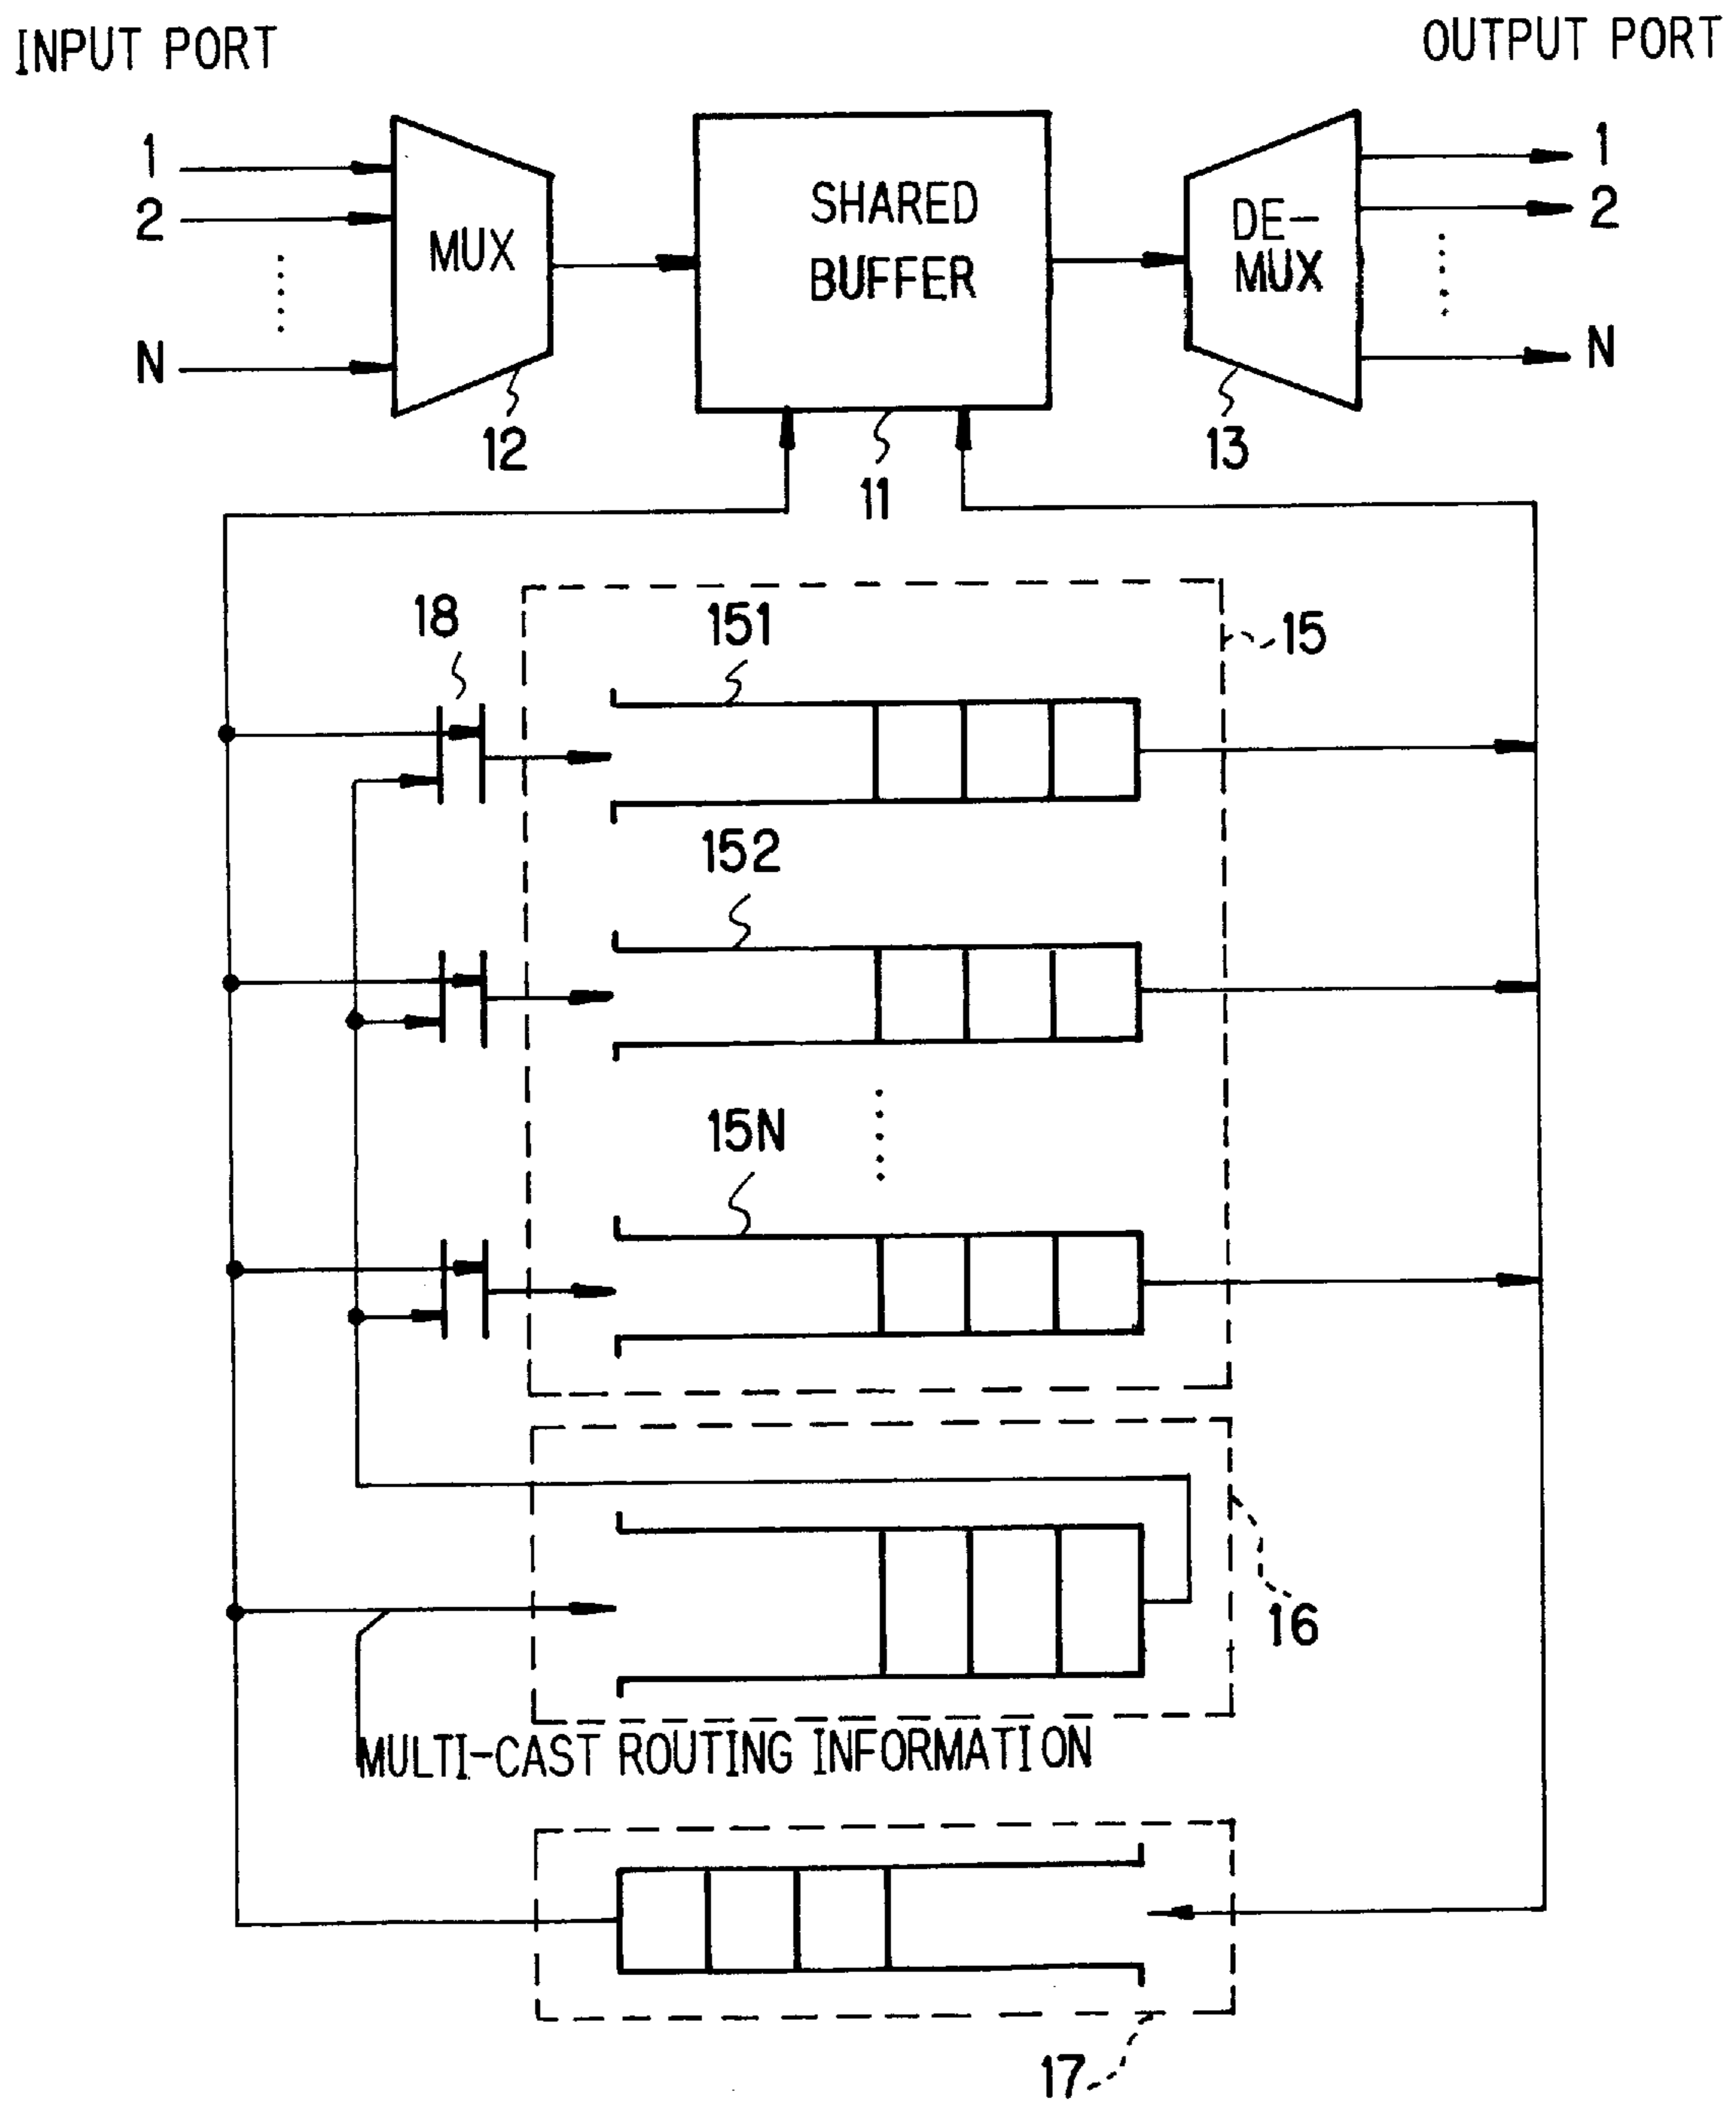 INPUT PORT
OUTPUT PORT
1
2
N
MUX
SHARED
BUFFER
DE-
MUX
1
2
N
12
11
13
18
151
15
152
15N
16
MULTI-CAST ROUTING INFORMATION
17